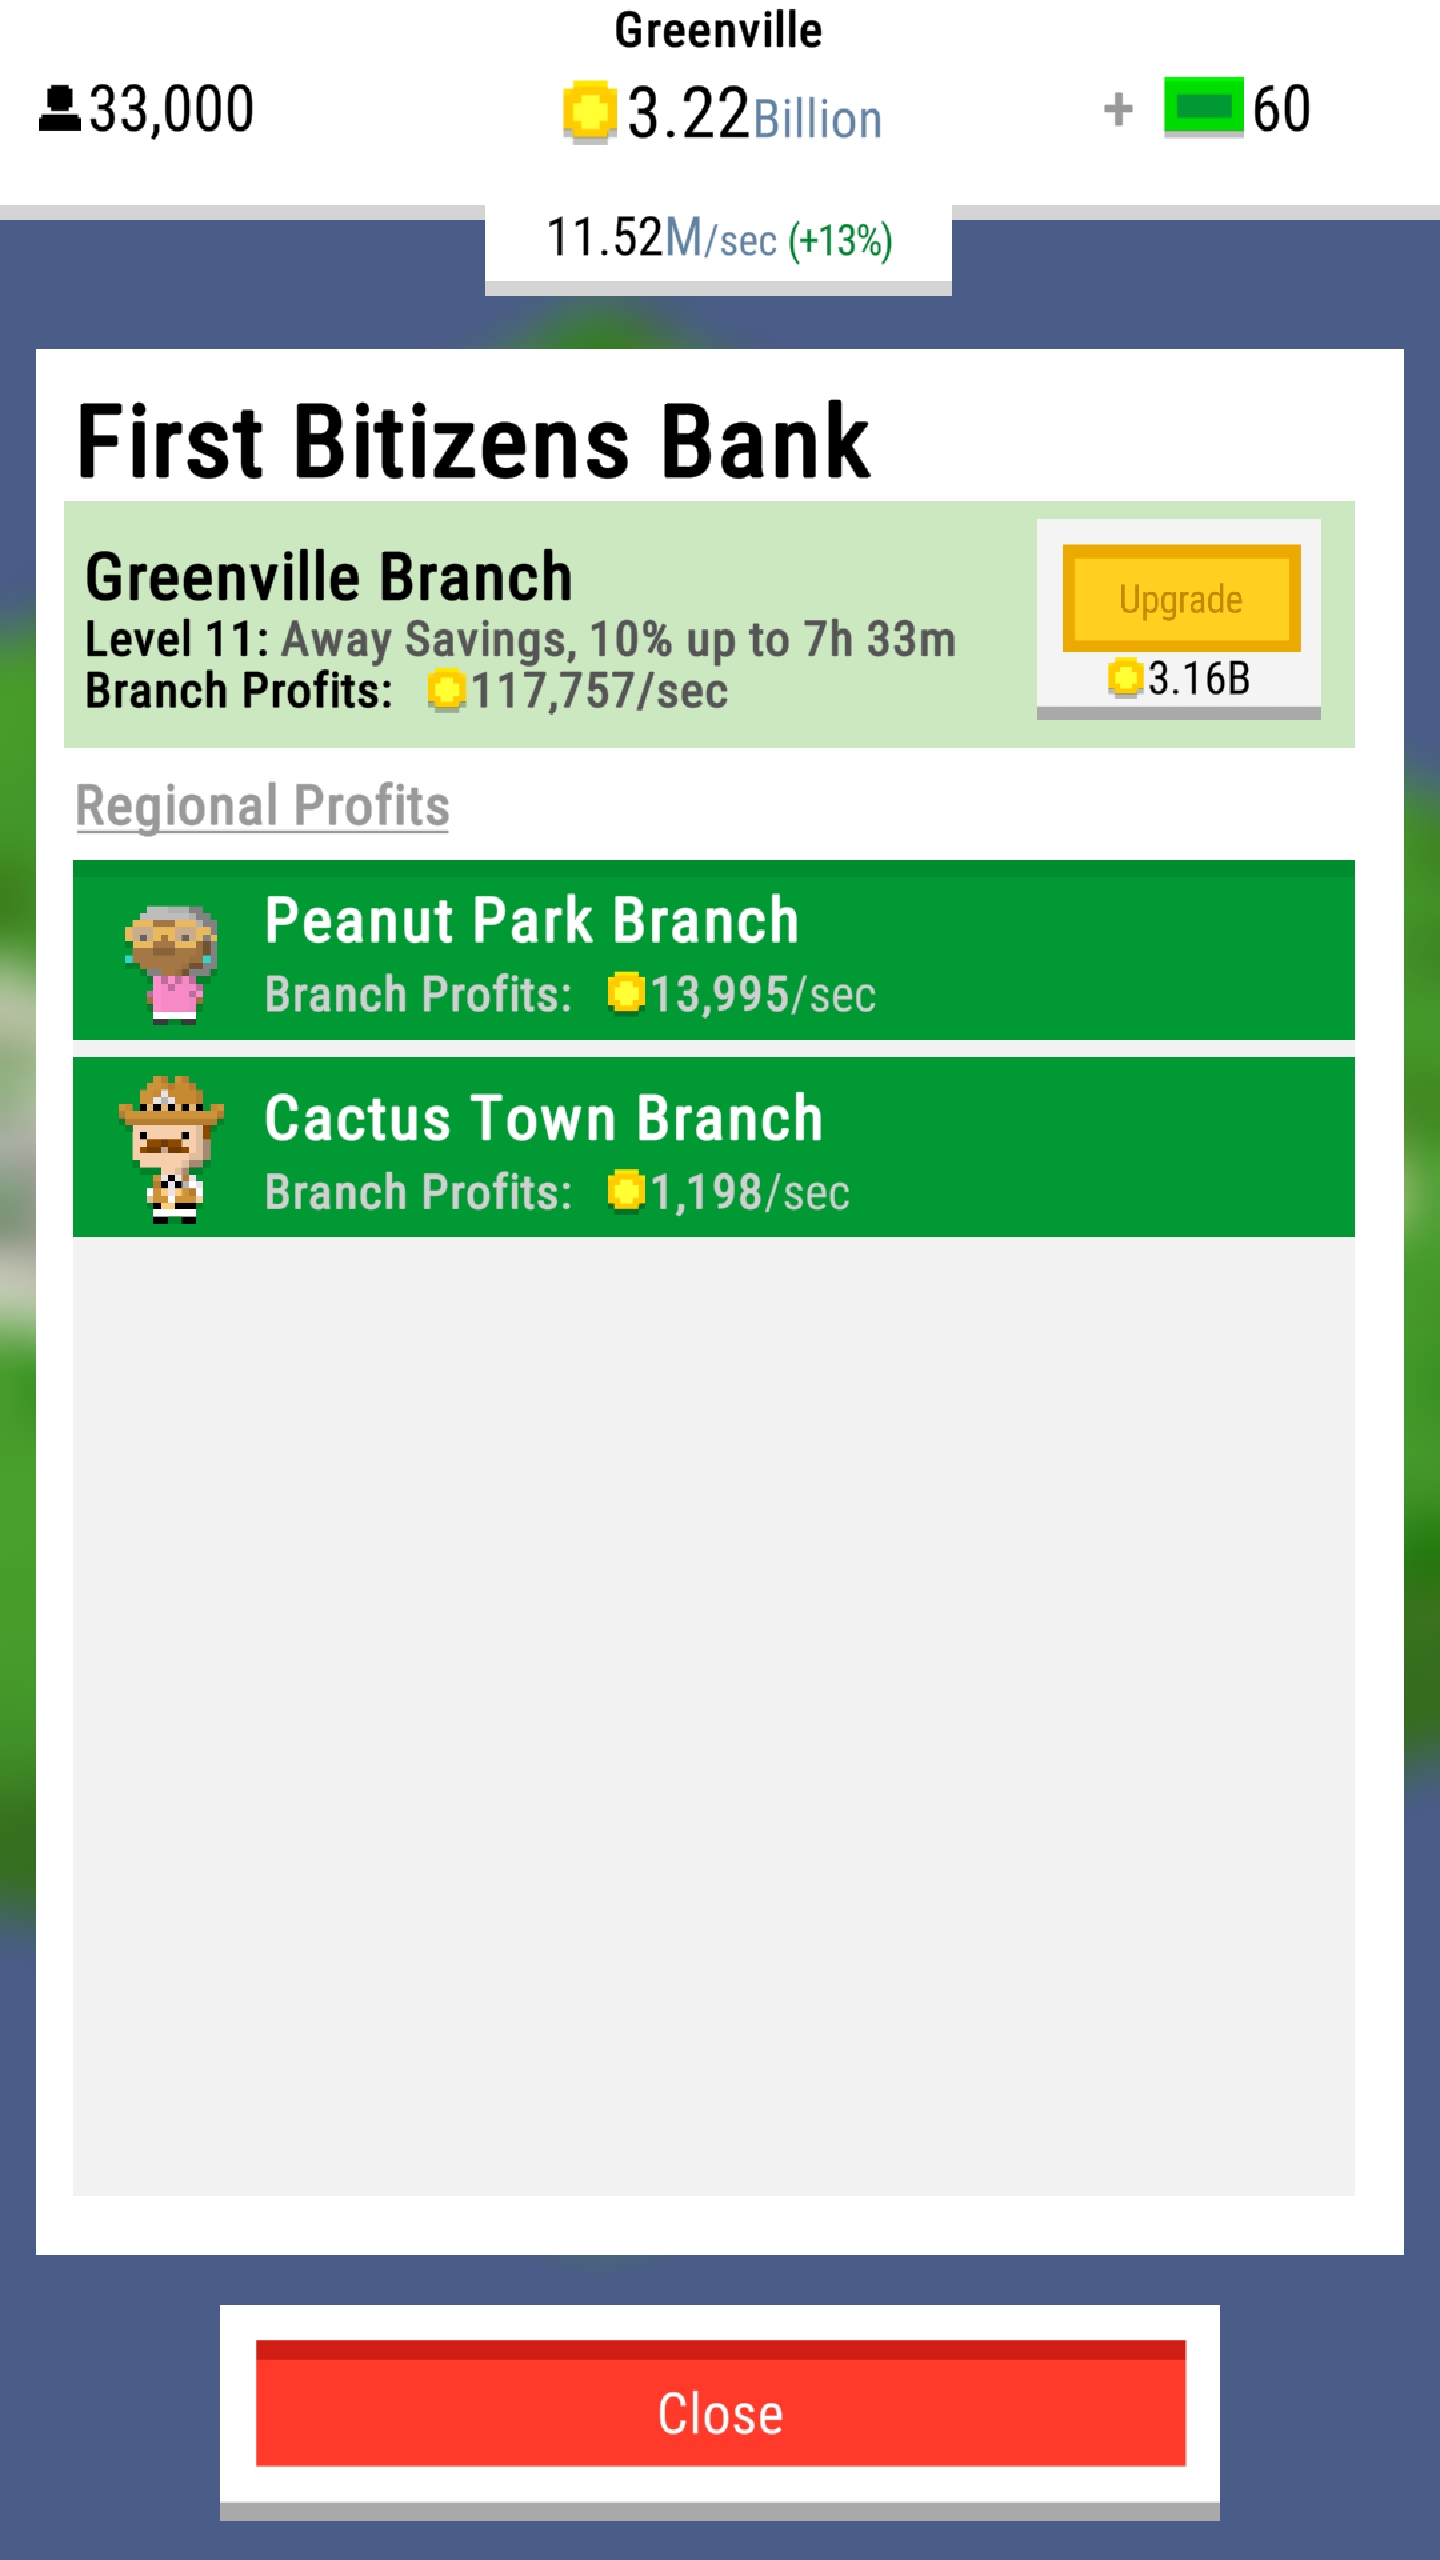 Greenville
33,000
3.22Billion
+ 60
11.52M/sec (+13%)
First Bitizens Bank
Greenville Branch
Level 11: Away Savings, 10% up to 7h 33m
Branch Profits: 117,757/sec
Upgrade
3.16B
Regional Profits
Peanut Park Branch
Branch Profits: 13,995/sec
Cactus Town Branch
Branch Profits: 1,198/sec
Close